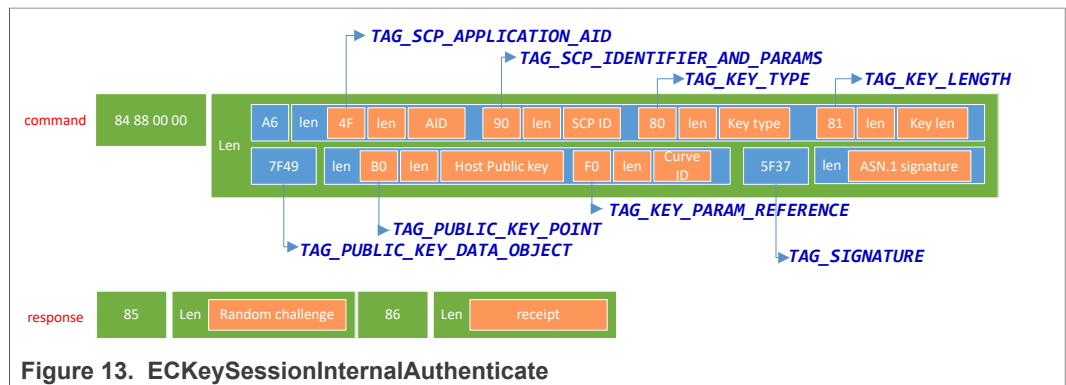 TAG_SCP_APPLICATION_AID
TAG_SCP_IDENTIFIER_AND_PARAMS
TAG_KEY_TYPE TAG_KEY_LENGTH
command 84 88 00 00 Len A6 len 4F len AID 90 len SCP ID 80 len Key type 81 len Key len
7F49 len B0 len Host Public key F0 len Curve ID 5F37 len ASN.1 signature
TAG_KEY_PARAM_REFERENCE
TAG_PUBLIC_KEY_POINT
TAG_PUBLIC_KEY_DATA_OBJECT
TAG_SIGNATURE
response 85 Len Random challenge 86 Len receipt
Figure 13. ECKeySessionInternalAuthenticate